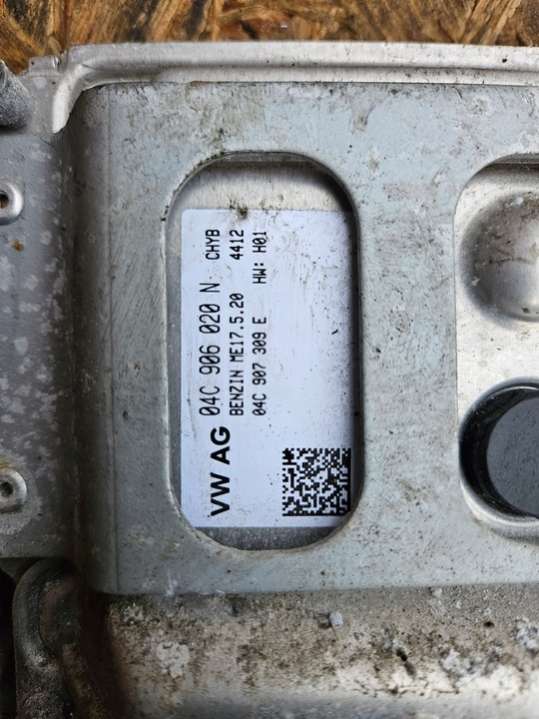 VW AG 04C 906 020 N CHYB
BENZIN ME17.5.20 4412
04C 907 309 E HW: H01